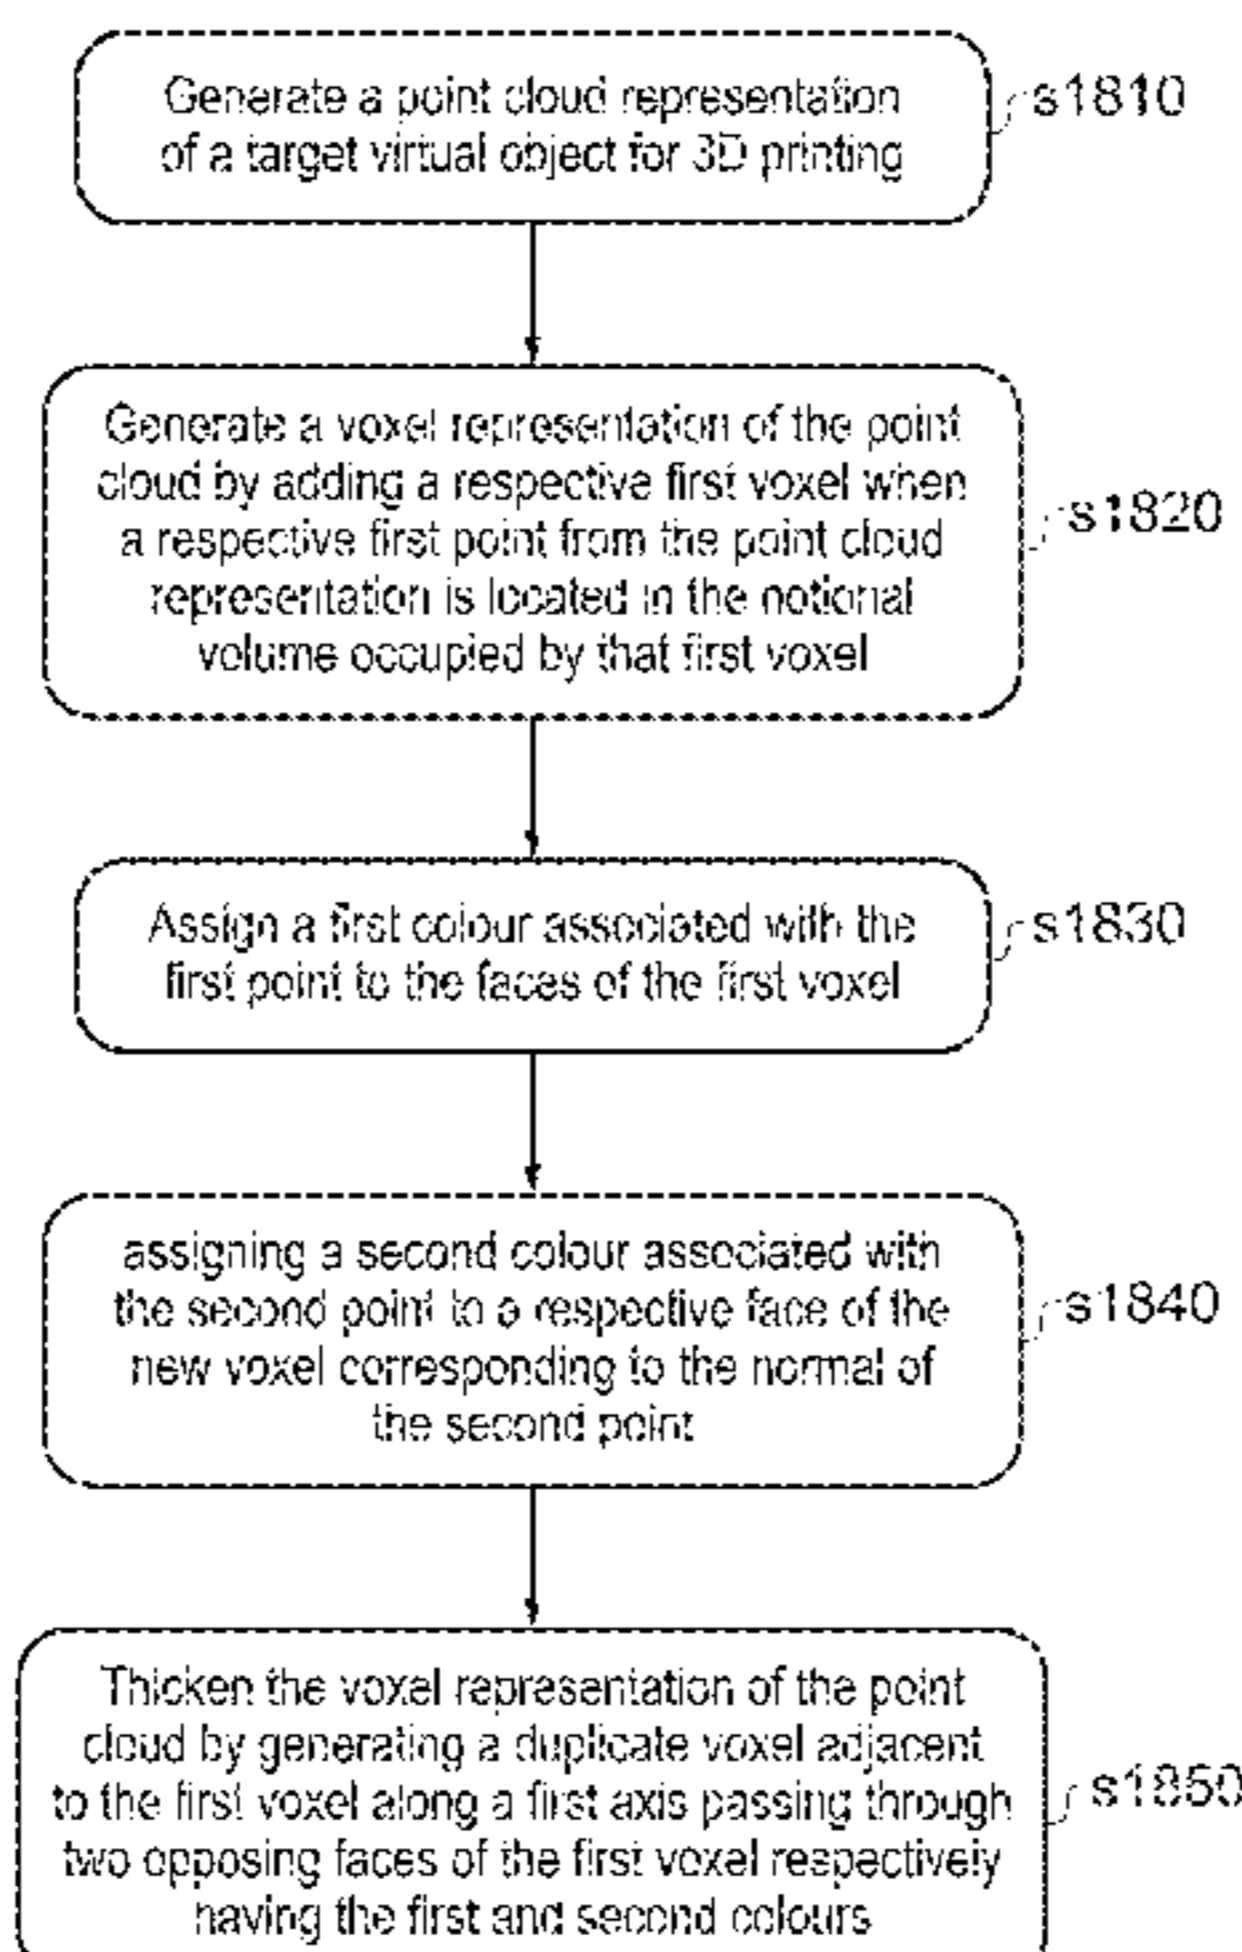 Generate a point cloud representation
of a target virtual object for 3D printing
s1810
Generate a voxel representation of the point
cloud by adding a respective first voxel when
a respective first point from the point cloud
representation is located in the notional
volume occupied by that first voxel
s1820
Assign a first colour associated with the
first point to the faces of the first voxel
s1830
assigning a second colour associated with
the second point to a respective face of the
new voxel corresponding to the normal of
the second point
s1840
Thicken the voxel representation of the point
cloud by generating a duplicate voxel adjacent
to the first voxel along a first axis passing through
two opposing faces of the first voxel respectively
having the first and second colours
s1850